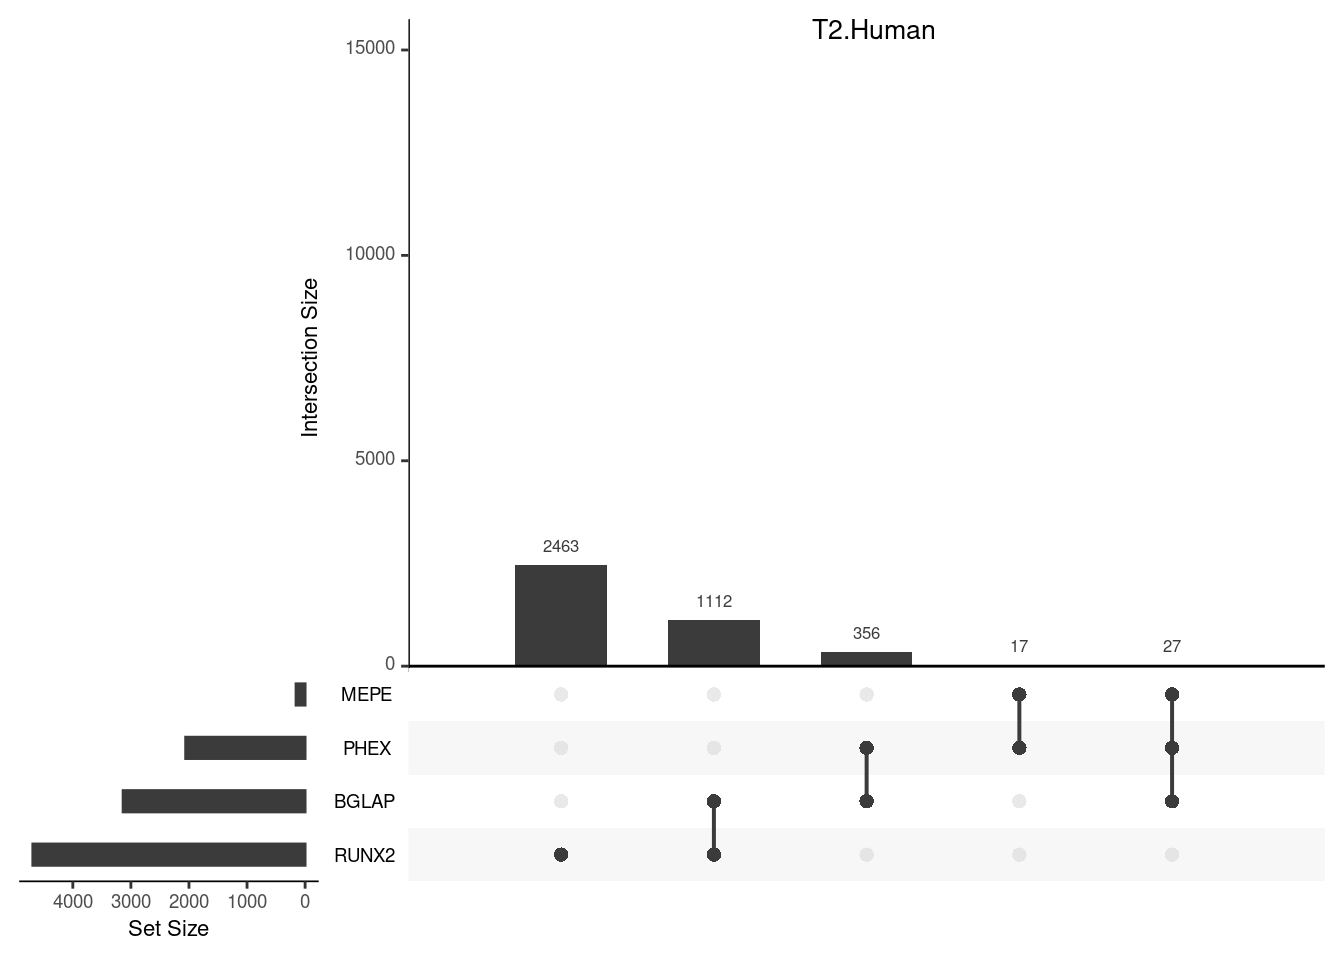 T2.Human
15000
10000
5000
0
Intersection Size
2463
1112
356
17
27
MEPE
PHEX
BGLAP
RUNX2
4000 3000 2000 1000 0
Set Size